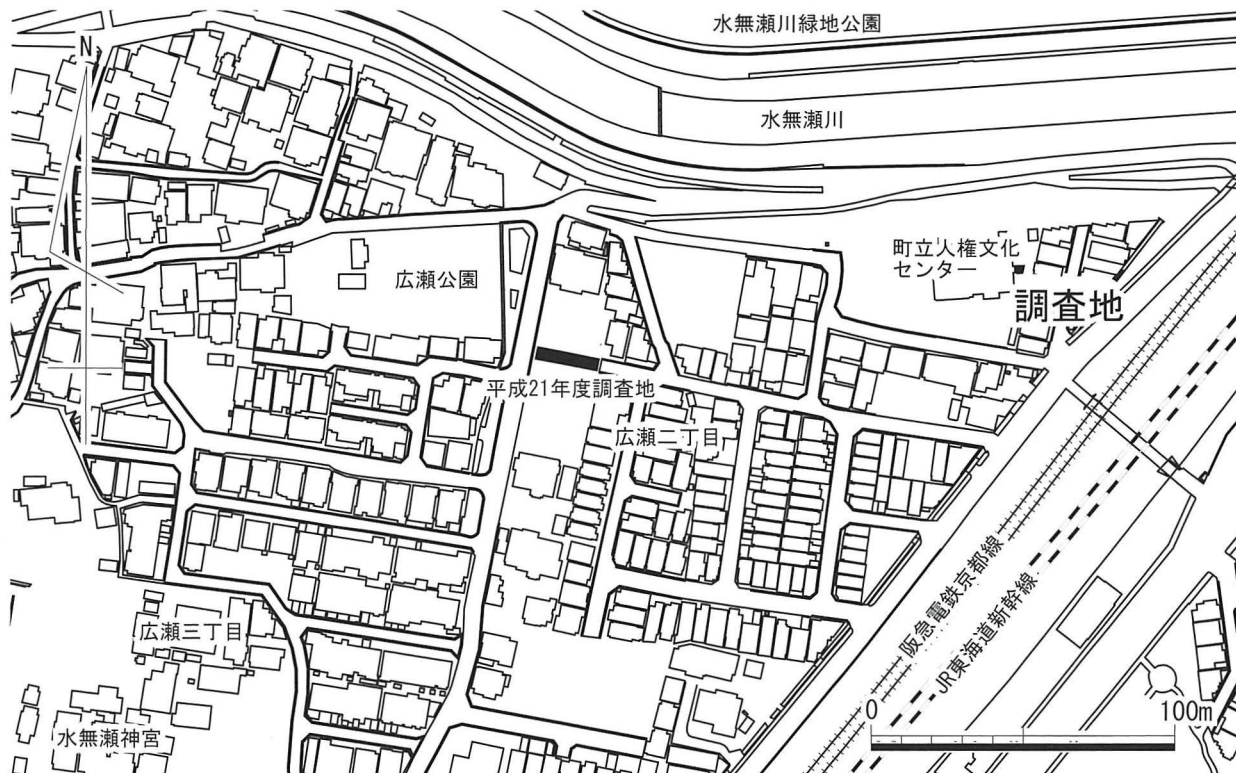 水無瀬川緑地公園
N
水無瀬川
町立人権文化
センター
広瀬公園
調査地
平成21年度調査地
広瀬二丁目
阪急電鉄京都線
JR東海道新幹線
広瀬三丁目
0
100m
水無瀬神宮